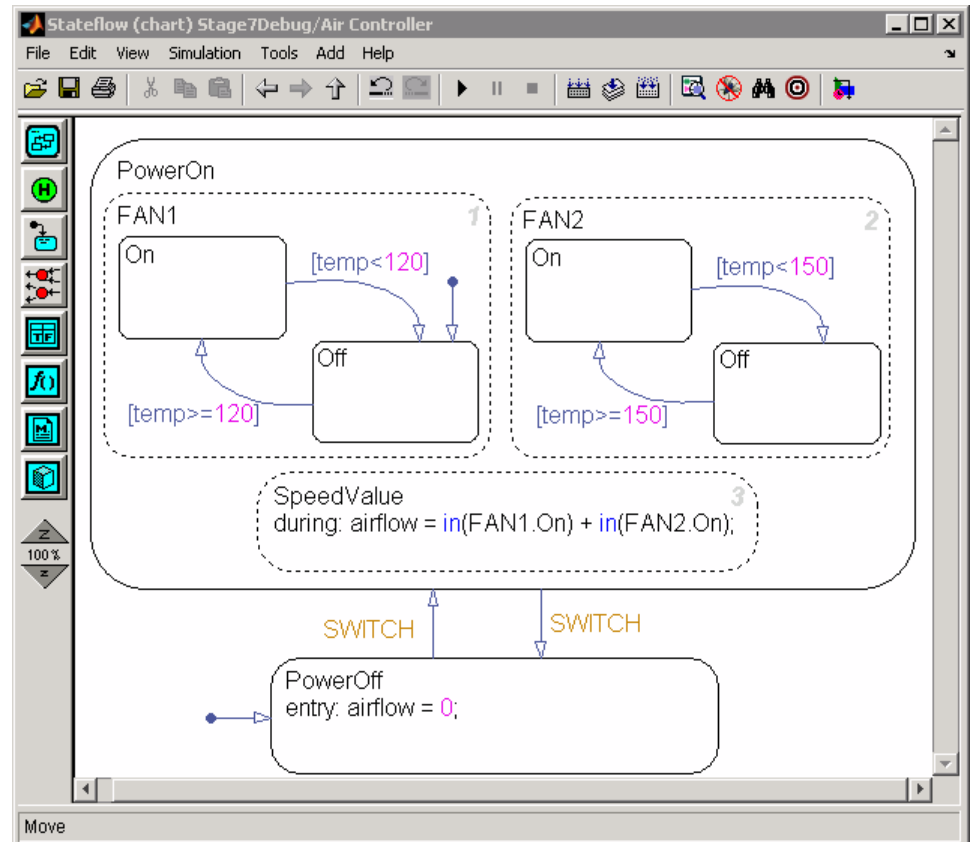 Stateflow (chart) Stage7Debug/Air Controller
File Edit View Simulation Tools Add Help
PowerOn
FAN1 1
On
[temp<120]
Off
[temp>=120]
FAN2 2
On
[temp<150]
Off
[temp>=150]
SpeedValue 3
during: airflow = in(FAN1.On) + in(FAN2.On);
SWITCH
SWITCH
PowerOff
entry: airflow = 0;
H
TF
f()
M
Z
100 %
Z
Move